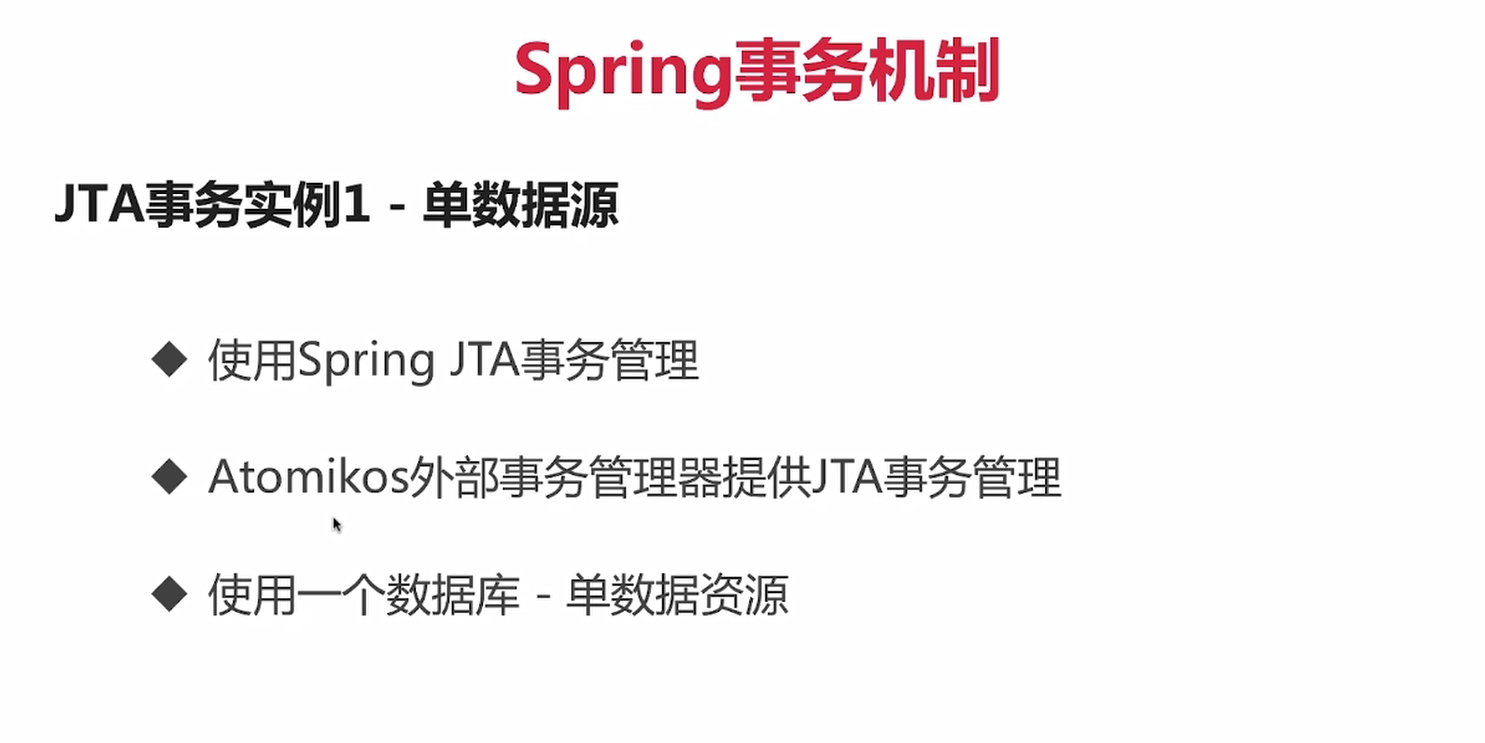 Spring事务机制
JTA事务实例1 - 单数据源
使用Spring JTA事务管理
Atomikos外部事务管理器提供JTA事务管理
使用一个数据库 - 单数据资源